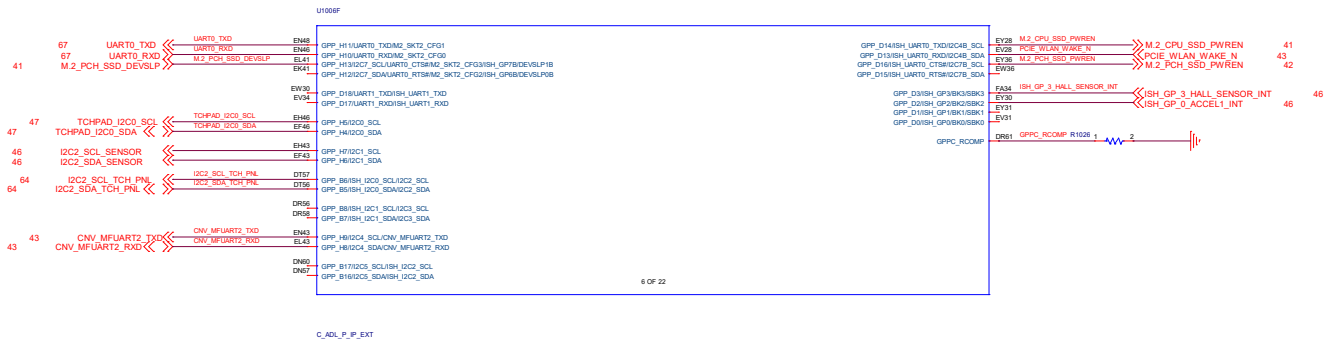 U1006F
67 UART0_TXD UART0_TXD EN48 GPP_H11/UART0_TXD/M2_SKT2_CFG1
67 UART0_RXD UART0_RXD EN46 GPP_H10/UART0_RXD/M2_SKT2_CFG0
41 M.2_PCH_SSD_DEVSLP M.2_PCH_SSD_DEVSLP EL41 GPP_H13/I2C7_SCL/UART0_CTS#/M2_SKT2_CFG3/ISH_GP7B/DEVSLP1B
EK41 GPP_H12/I2C7_SDA/UART0_RTS#/M2_SKT2_CFG2/ISH_GP6B/DEVSLP0B
EW30 GPP_D18/UART1_TXD/ISH_UART1_TXD
EV34 GPP_D17/UART1_RXD/ISH_UART1_RXD
47 TCHPAD_I2C0_SCL TCHPAD_I2C0_SCL EH46 GPP_H5/I2C0_SCL
47 TCHPAD_I2C0_SDA TCHPAD_I2C0_SDA EF46 GPP_H4/I2C0_SDA
46 I2C2_SCL_SENSOR EH43 GPP_H7/I2C1_SCL
46 I2C2_SDA_SENSOR EF43 GPP_H6/I2C1_SDA
64 I2C2_SCL_TCH_PNL I2C2_SCL_TCH_PNL DT57 GPP_B6/ISH_I2C0_SCL/I2C2_SCL
64 I2C2_SDA_TCH_PNL I2C2_SDA_TCH_PNL DT56 GPP_B5/ISH_I2C0_SDA/I2C2_SDA
DR56 GPP_B8/ISH_I2C1_SCL/I2C3_SCL
DR58 GPP_B7/ISH_I2C1_SDA/I2C3_SDA
43 CNV_MFUART2_TXD CNV_MFUART2_TXD EN43 GPP_H9/I2C4_SCL/CNV_MFUART2_TXD
43 CNV_MFUART2_RXD CNV_MFUART2_RXD EL43 GPP_H8/I2C4_SDA/CNV_MFUART2_RXD
DN60 GPP_B17/I2C5_SCL/ISH_I2C2_SCL
DN57 GPP_B16/I2C5_SDA/ISH_I2C2_SDA
GPP_D14/ISH_UART0_TXD/I2C4B_SCL EY28 M.2_CPU_SSD_PWREN M.2_CPU_SSD_PWREN 41
GPP_D13/ISH_UART0_RXD/I2C4B_SDA EV28 PCIE_WLAN_WAKE_N PCIE_WLAN_WAKE_N 43
GPP_D16/ISH_UART0_CTS#/I2C7B_SCL EY36 M.2_PCH_SSD_PWREN M.2_PCH_SSD_PWREN 42
GPP_D15/ISH_UART0_RTS#/I2C7B_SDA EW36
GPP_D3/ISH_GP3/BK3/SBK3 FA34 ISH_GP_3_HALL_SENSOR_INT ISH_GP_3_HALL_SENSOR_INT 46
GPP_D2/ISH_GP2/BK2/SBK2 EY30 ISH_GP_0_ACCEL1_INT 46
GPP_D1/ISH_GP1/BK1/SBK1 EY31
GPP_D0/ISH_GP0/BK0/SBK0 EV31
GPPC_RCOMP DR61 GPPC_RCOMP R1026 1 2
6 OF 22
C_ADL_P_IP_EXT